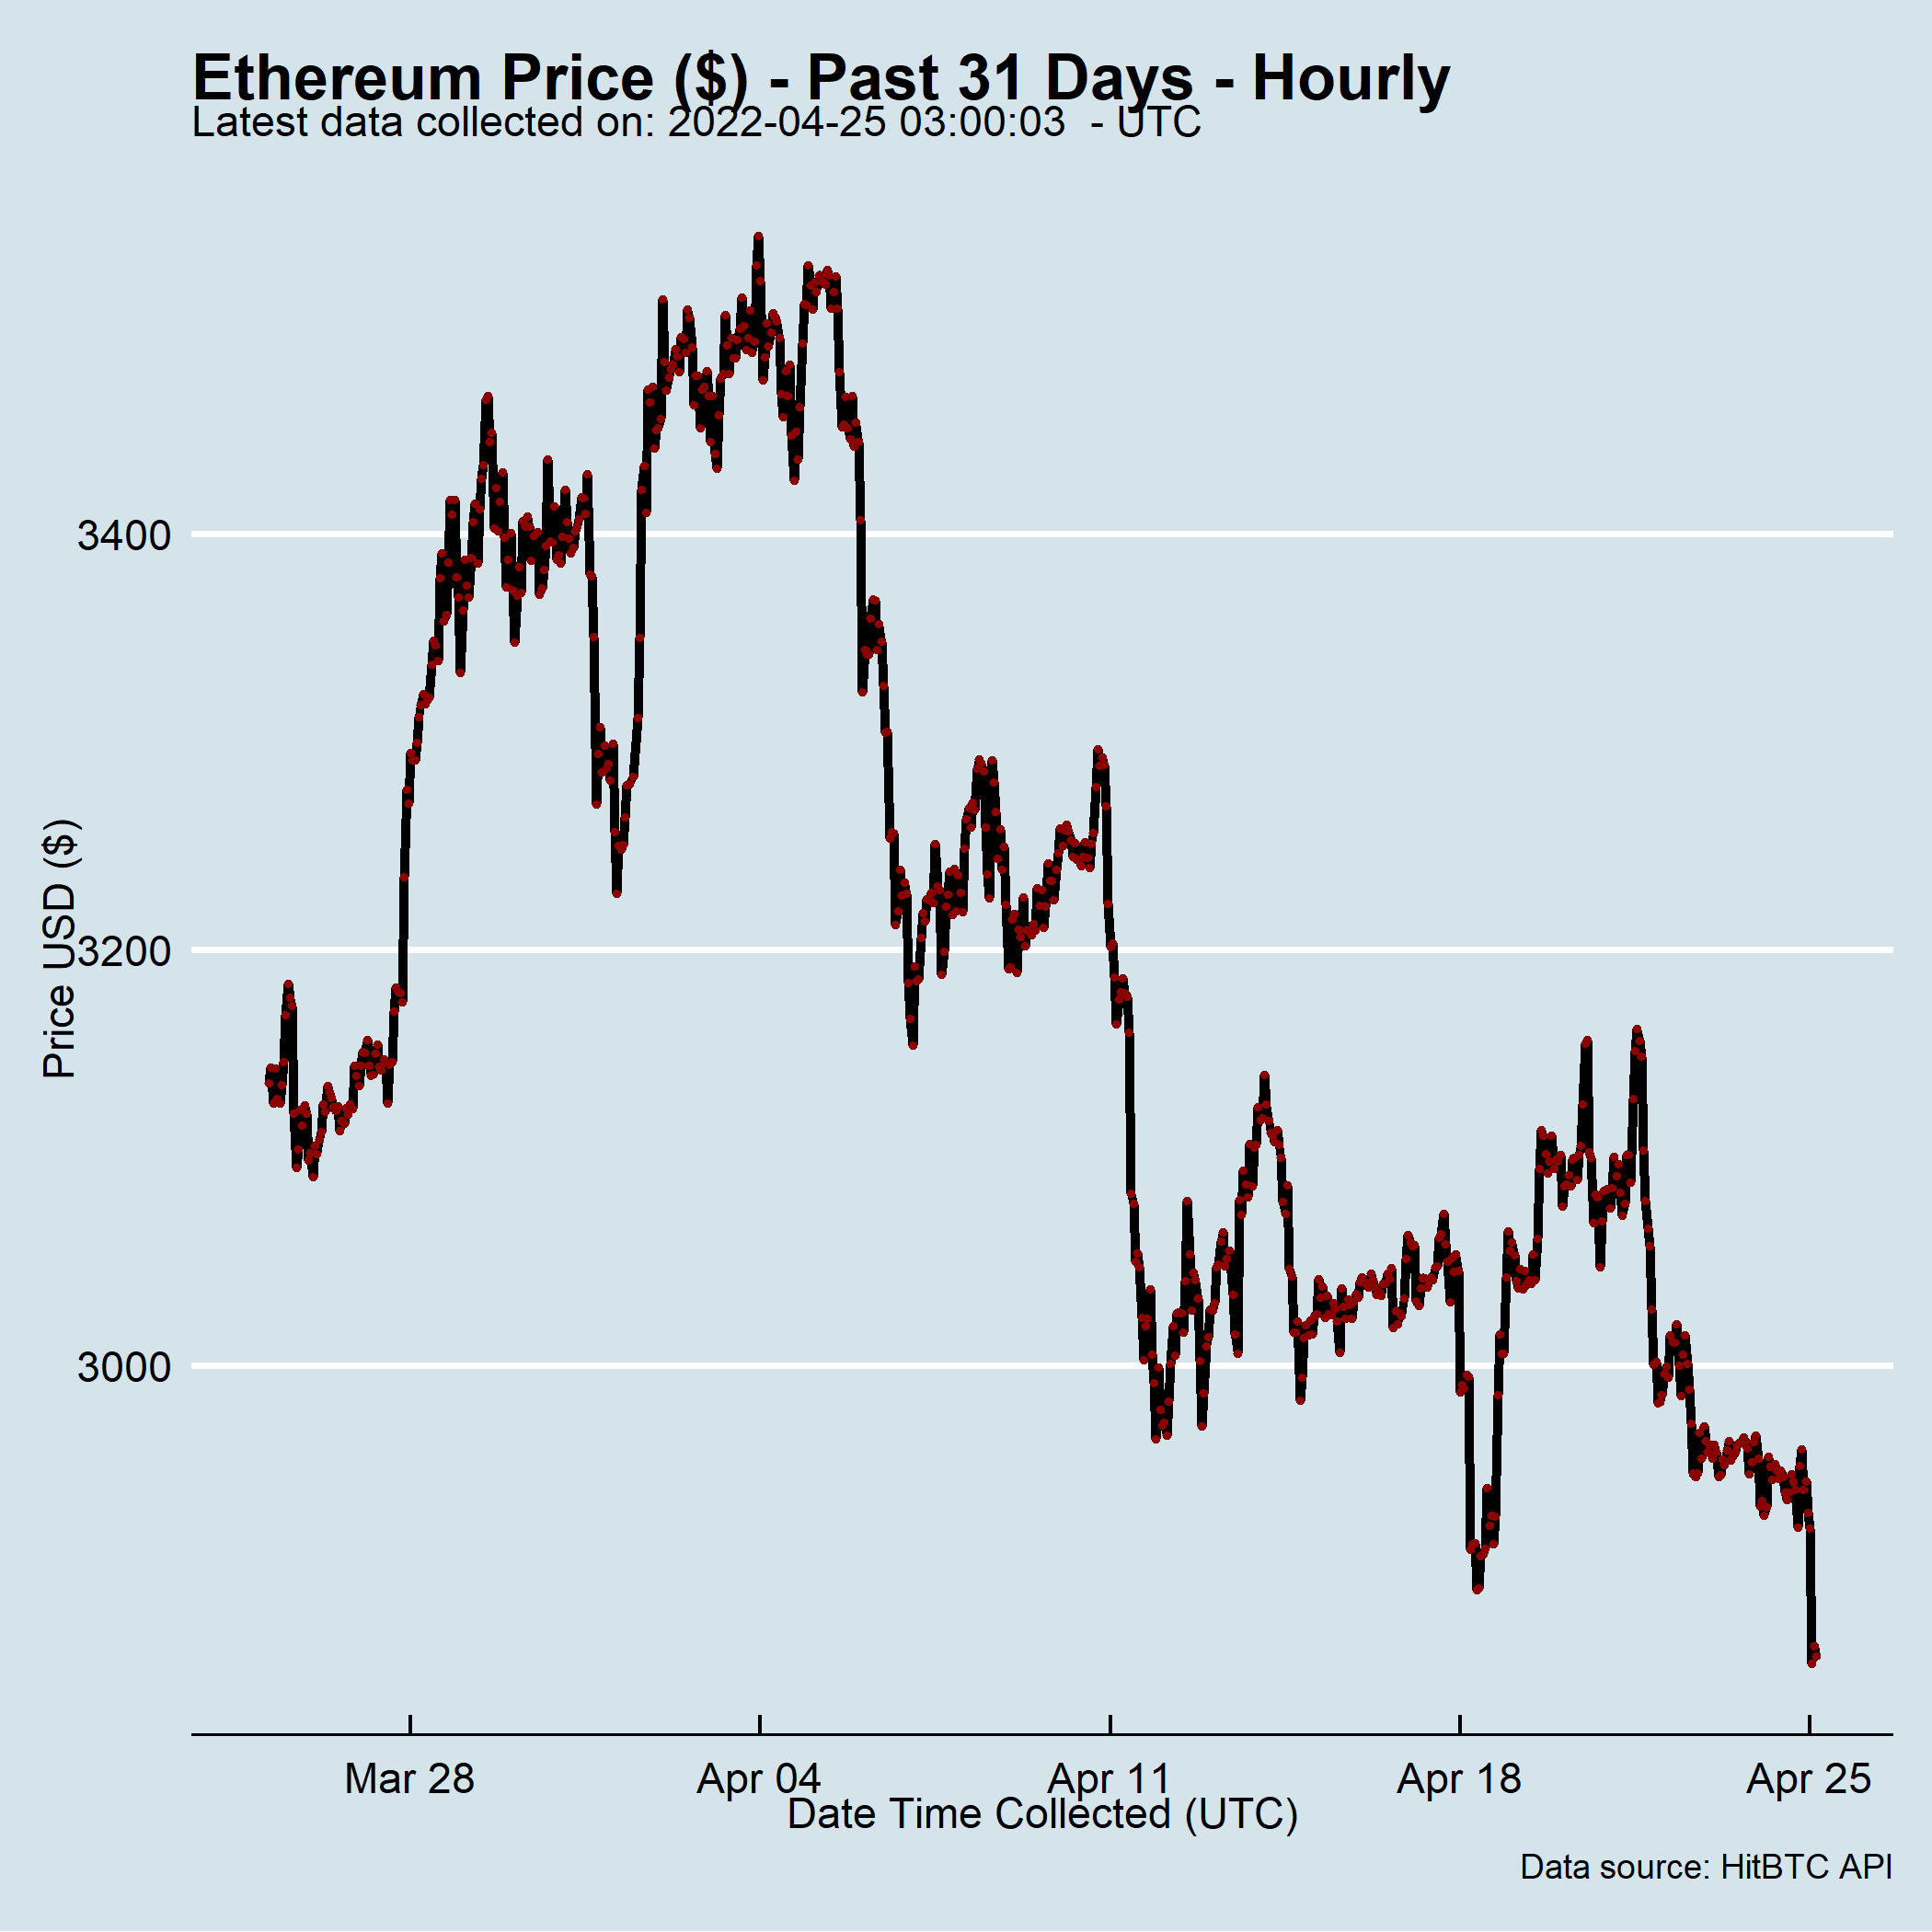 Ethereum Price ($) - Past 31 Days - Hourly
Latest data collected on: 2022-04-25 03:00:03  - UTC
Price USD ($)
3400
3200
3000
Mar 28
Apr 04
Apr 11
Apr 18
Apr 25
Date Time Collected (UTC)
Data source: HitBTC API